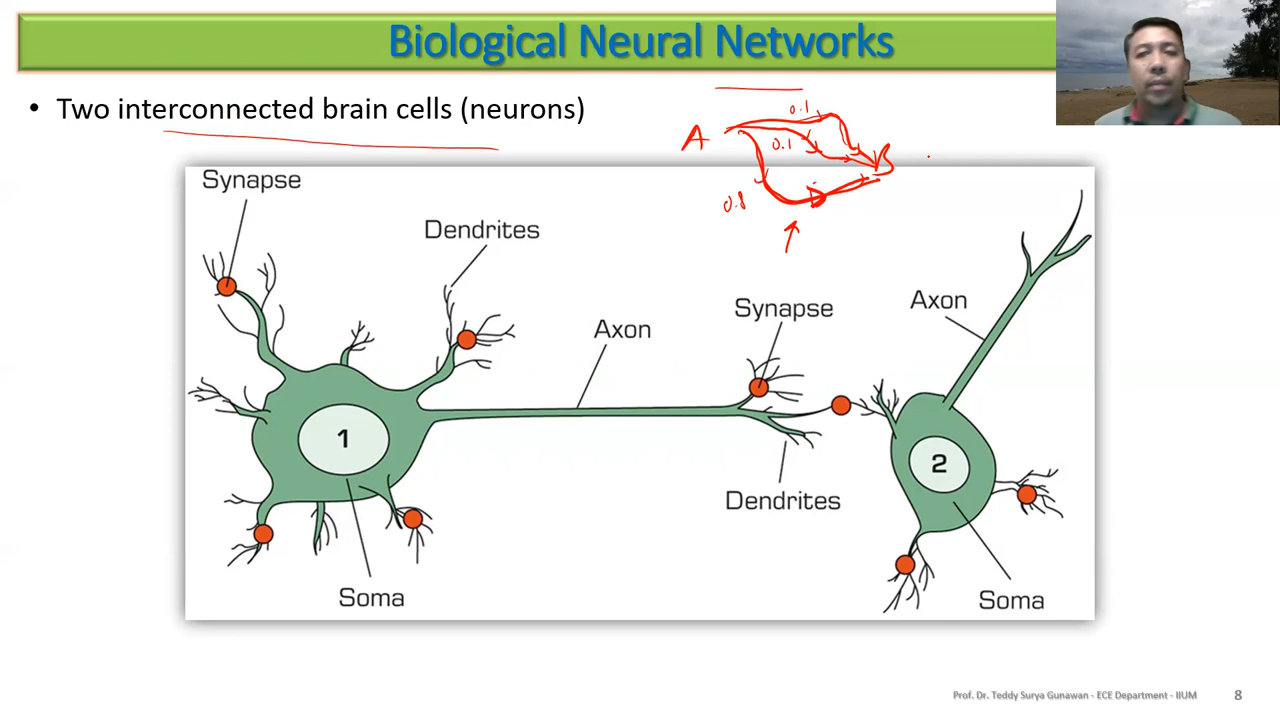 Biological Neural Networks
• Two interconnected brain cells (neurons)
A
0.1
0.1
B
0.8
D
Synapse
Dendrites
Axon
Synapse
Axon
1
2
Dendrites
Soma
Soma
Prof. Dr. Teddy Surya Gunawan - ECE Department - IIUM
8